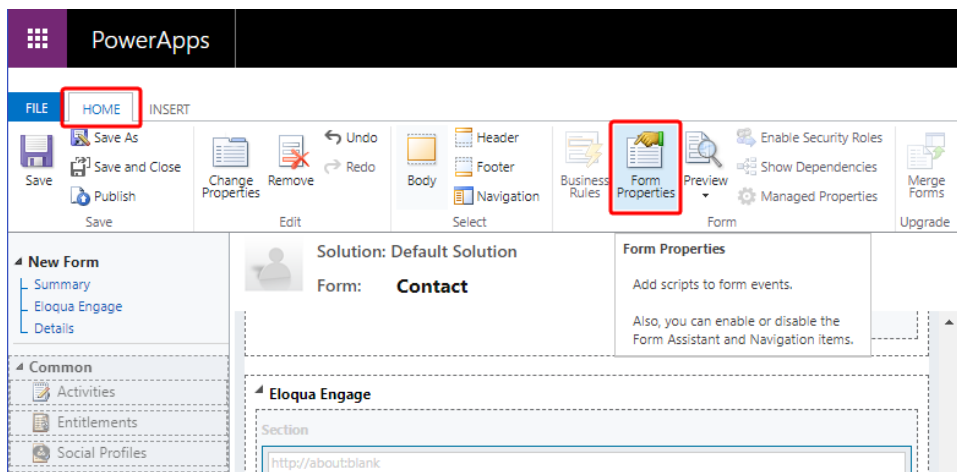 PowerApps
FILE
HOME
INSERT
Save
Save As
Save and Close
Publish
Save
Change
Properties
Remove
Undo
Redo
Edit
Body
Header
Footer
Navigation
Select
Business
Rules
Form
Properties
Preview
Enable Security Roles
Show Dependencies
Managed Properties
Form
Merge
Forms
Upgrade
New Form
Summary
Eloqua Engage
Details
Common
Activities
Entitlements
Social Profiles
Solution: Default Solution
Form: Contact
Form Properties
Add scripts to form events.
Also, you can enable or disable the
Form Assistant and Navigation items.
Eloqua Engage
Section
http://about:blank